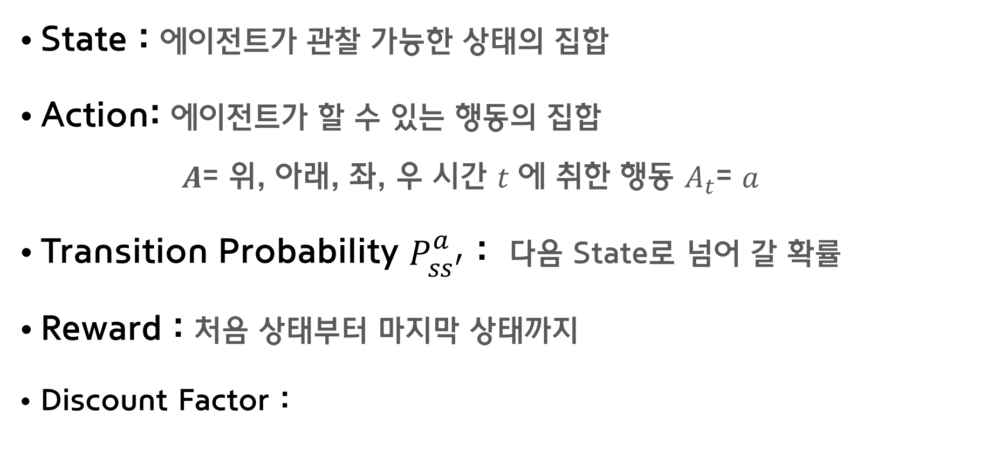 • State : 에이전트가 관찰 가능한 상태의 집합
• Action: 에이전트가 할 수 있는 행동의 집합
A= 위, 아래, 좌, 우 시간 t 에 취한 행동 Aₜ= a
• Transition Probability P^a_{ss'} : 다음 State로 넘어 갈 확률
• Reward : 처음 상태부터 마지막 상태까지
• Discount Factor :